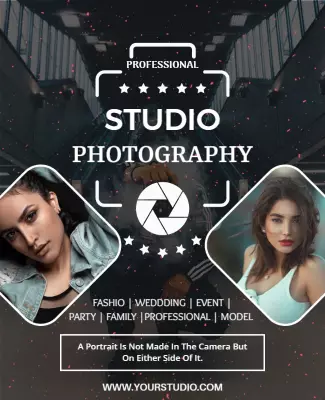 PROFESSIONAL
STUDIO
PHOTOGRAPHY
FASHIO | WEDDDING | EVENT |
PARTY | FAMILY |PROFESSIONAL | MODEL
A Portrait Is Not Made In The Camera But
On Either Side Of It.
WWW.YOURSTUDIO.COM